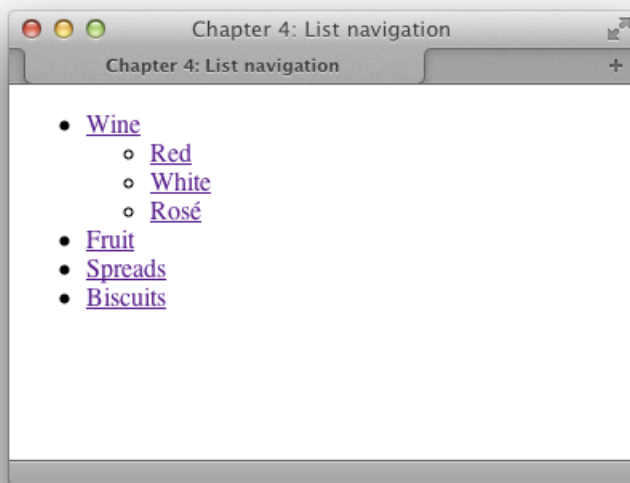 Chapter 4: List navigation
Chapter 4: List navigation
Wine
Red
White
Rosé
Fruit
Spreads
Biscuits